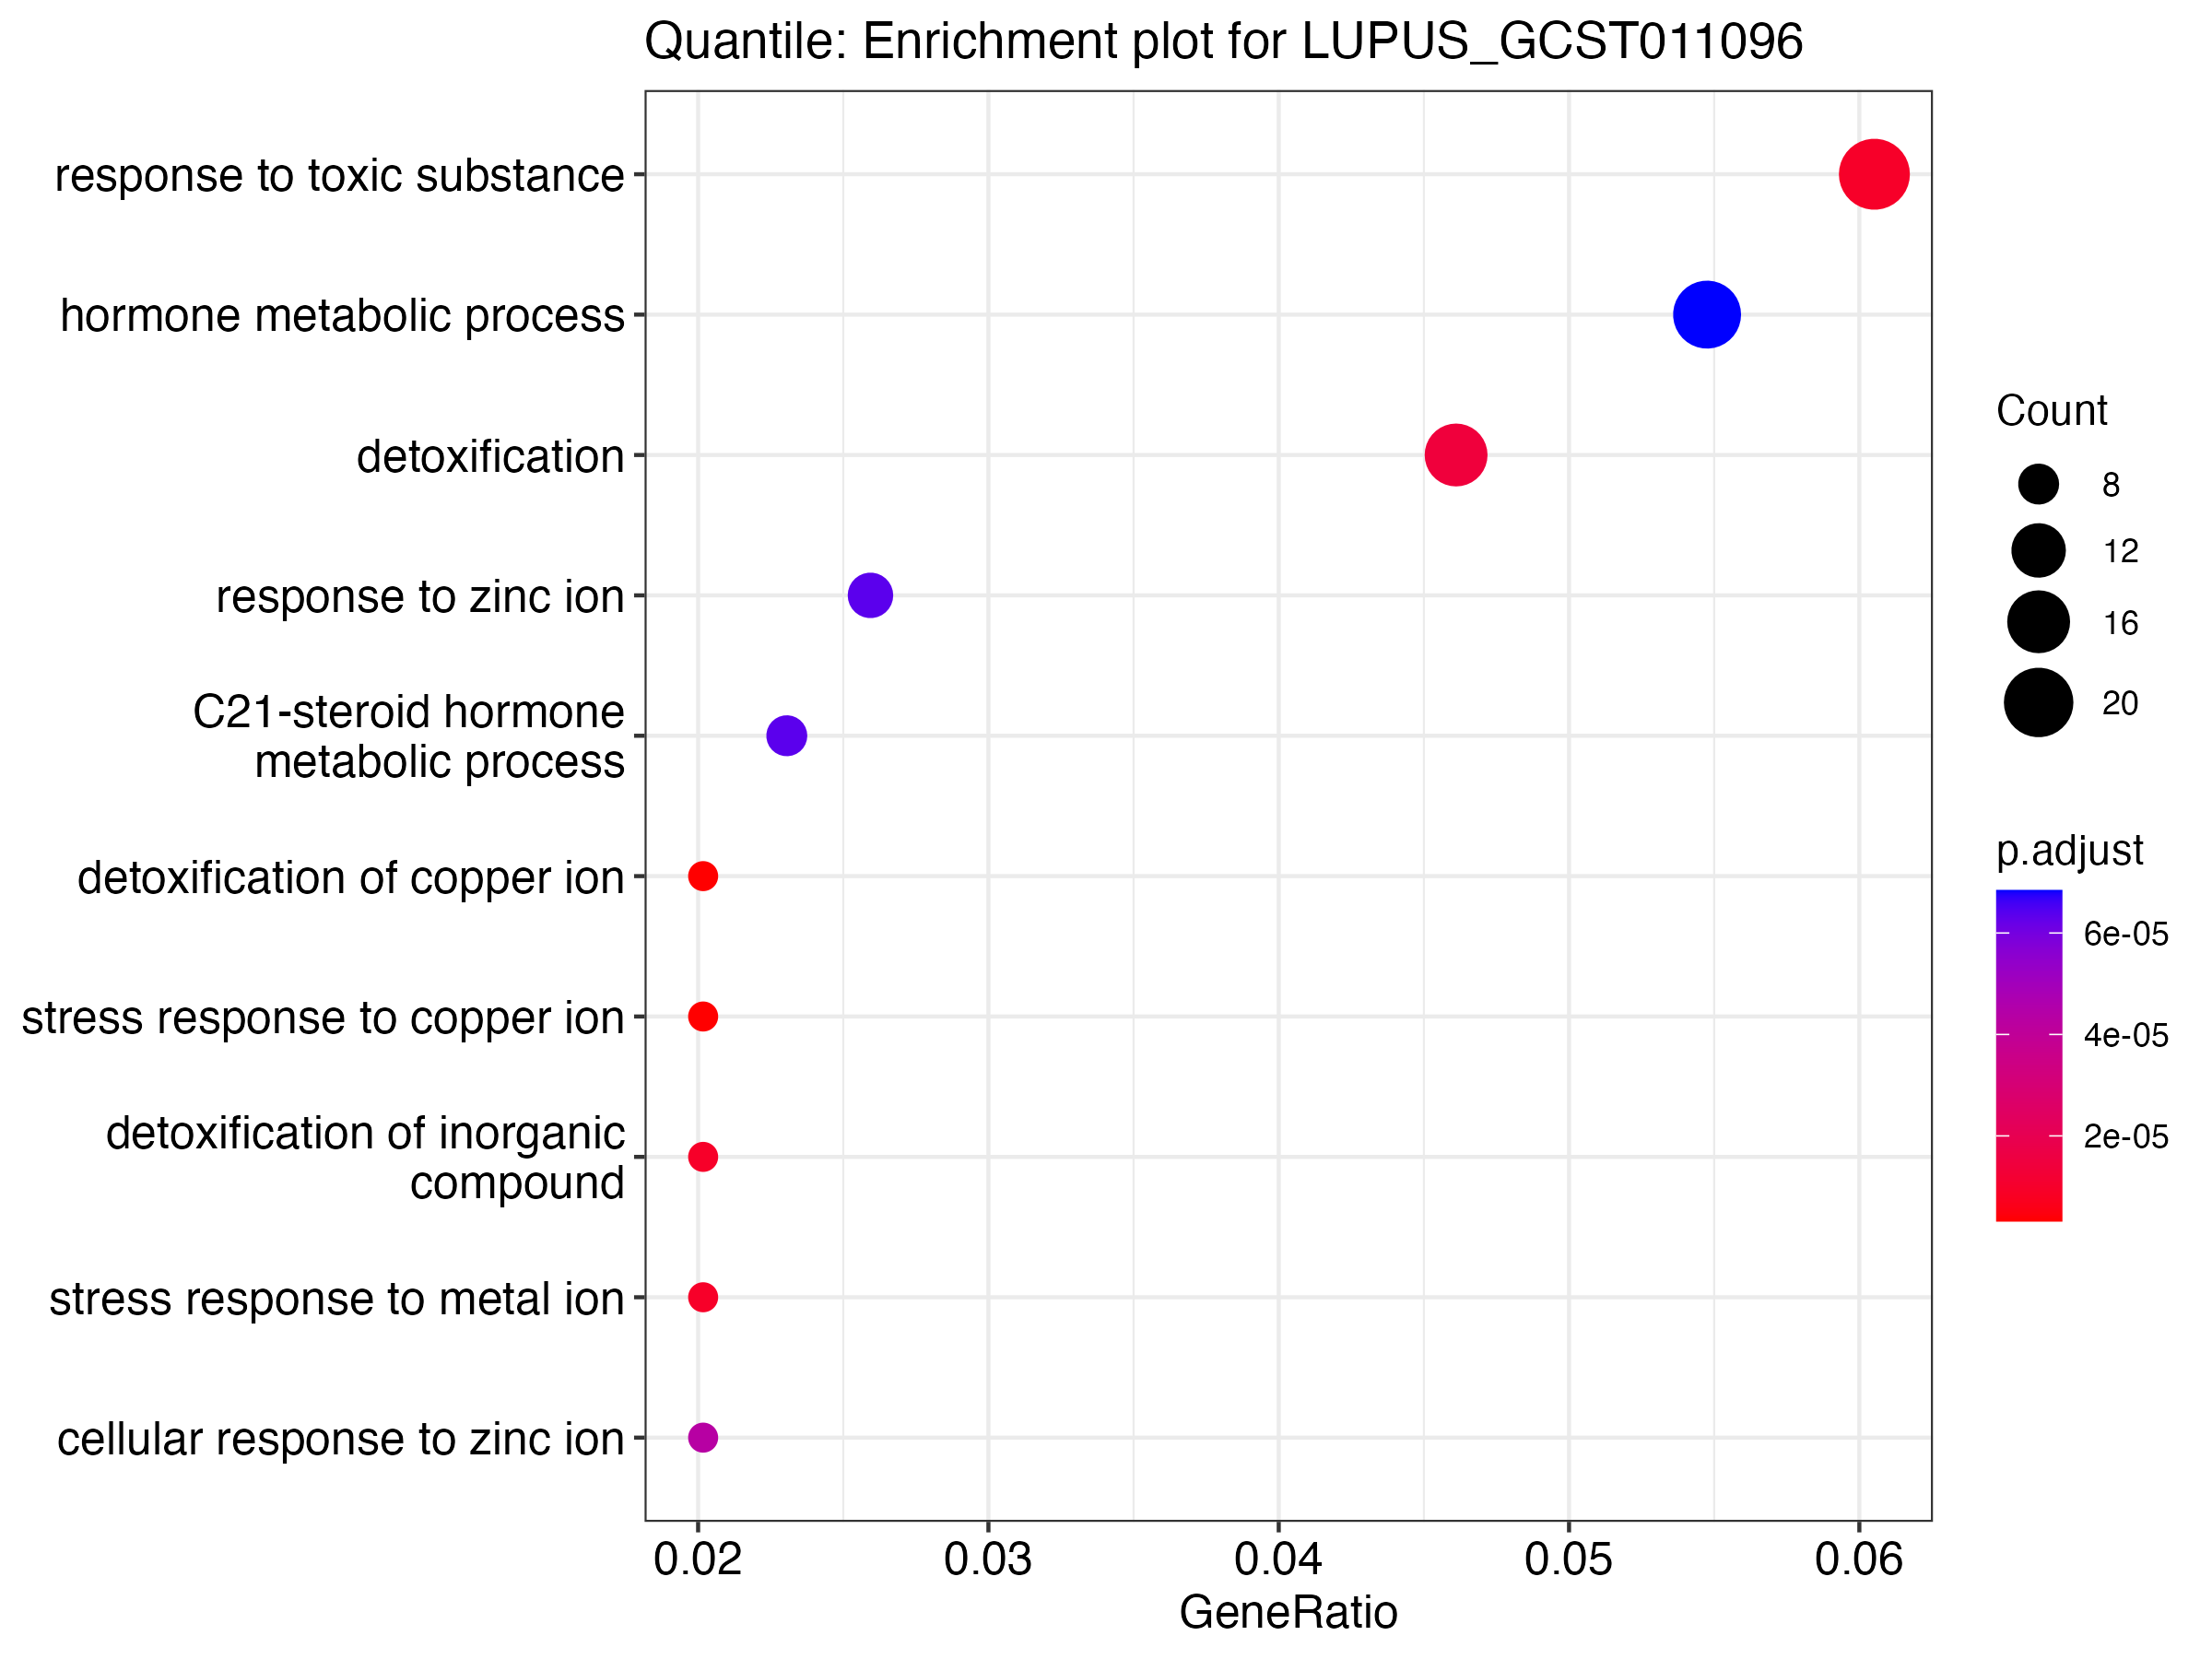 Quantile: Enrichment plot for LUPUS_GCST011096
response to toxic substance
hormone metabolic process
detoxification
response to zinc ion
C21-steroid hormone
metabolic process
detoxification of copper ion
stress response to copper ion
detoxification of inorganic
compound
stress response to metal ion
cellular response to zinc ion
0.02 0.03 0.04 0.05 0.06
GeneRatio
Count
8
12
16
20
p.adjust
6e-05
4e-05
2e-05